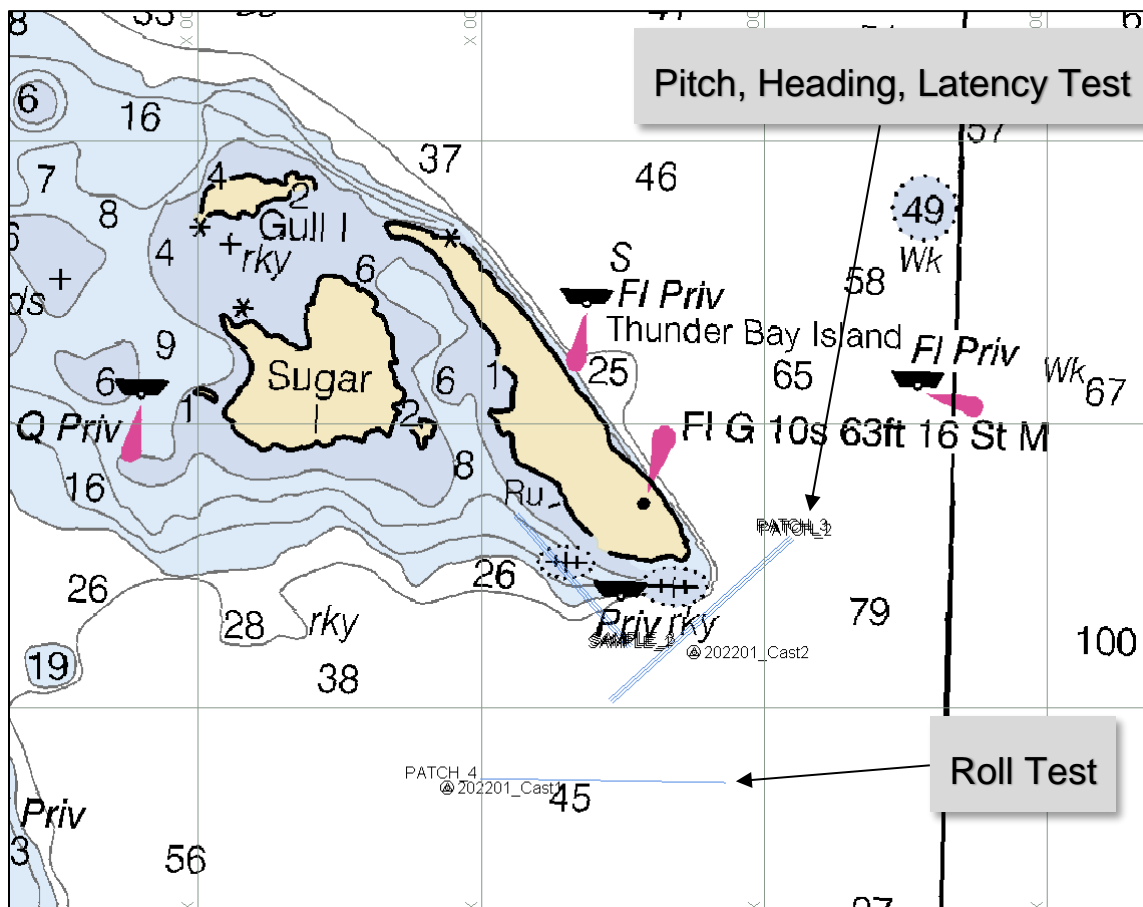 Pitch, Heading, Latency Test
6
16
37
46
57
7
4
2
8
Gull I
49
4
rky
Wk
6
S
58
Fl Priv
Thunder Bay Island
9
Fl Priv
6
Sugar
I
6
1
25
65
Wk
67
1
2
Q Priv
Fl G 10s 63ft 16 St M
16
8
Ru
PATCH_3
PATCH_2
26
26
28
rky
Priv
rky
79
100
202201_Cast2
19
38
PATCH_4
202201_Cast1
45
Roll Test
Priv
3
56